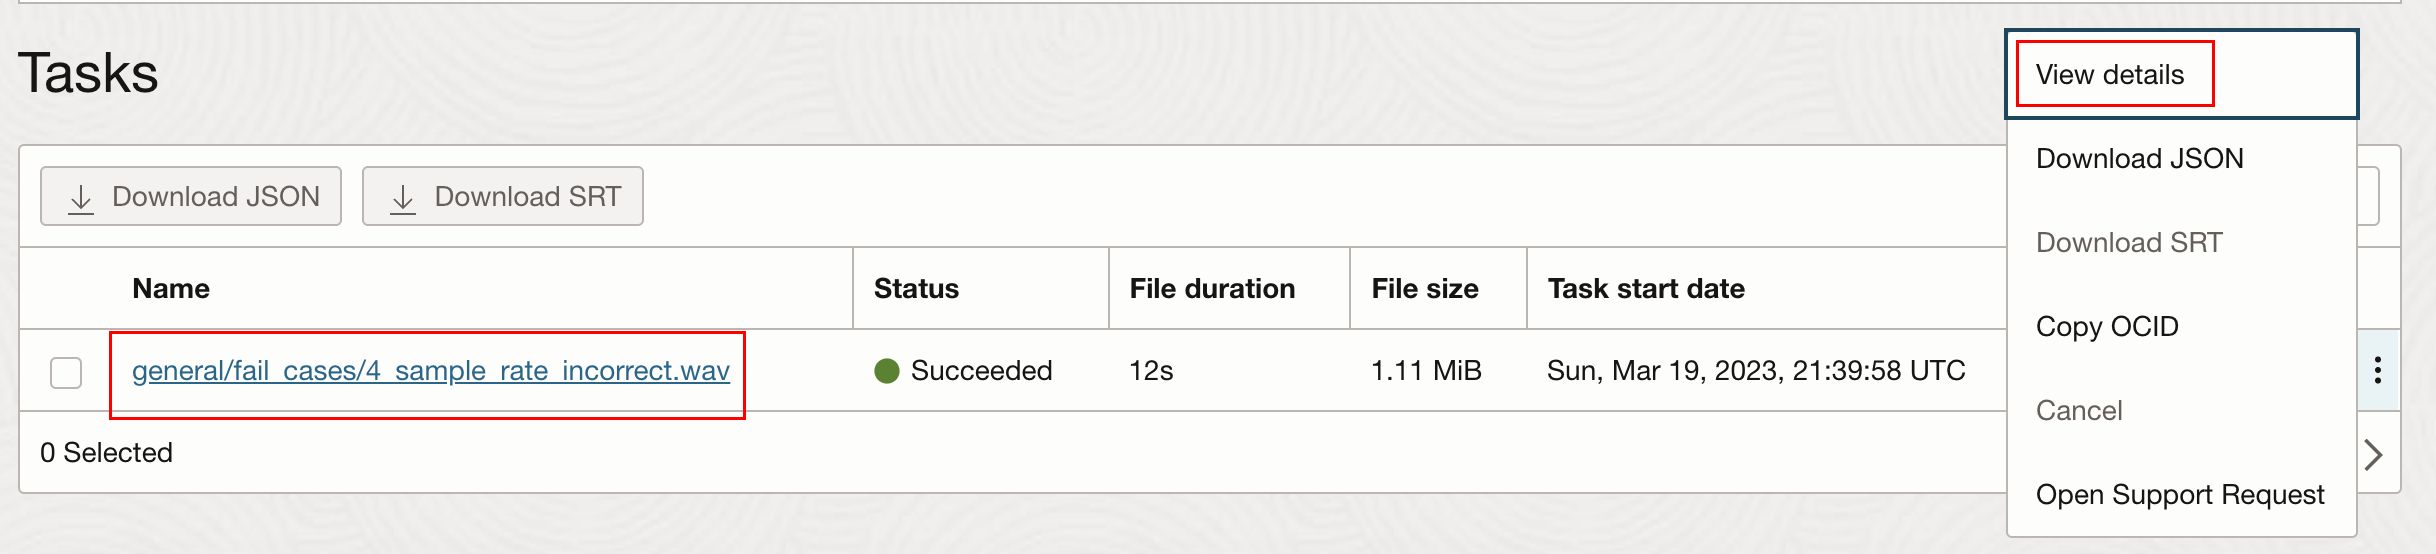 Tasks
Download JSON
Download SRT
Name
Status
File duration
File size
Task start date
general/fail_cases/4_sample_rate_incorrect.wav
Succeeded
12s
1.11 MiB
Sun, Mar 19, 2023, 21:39:58 UTC
0 Selected
View details
Download JSON
Download SRT
Copy OCID
Cancel
Open Support Request